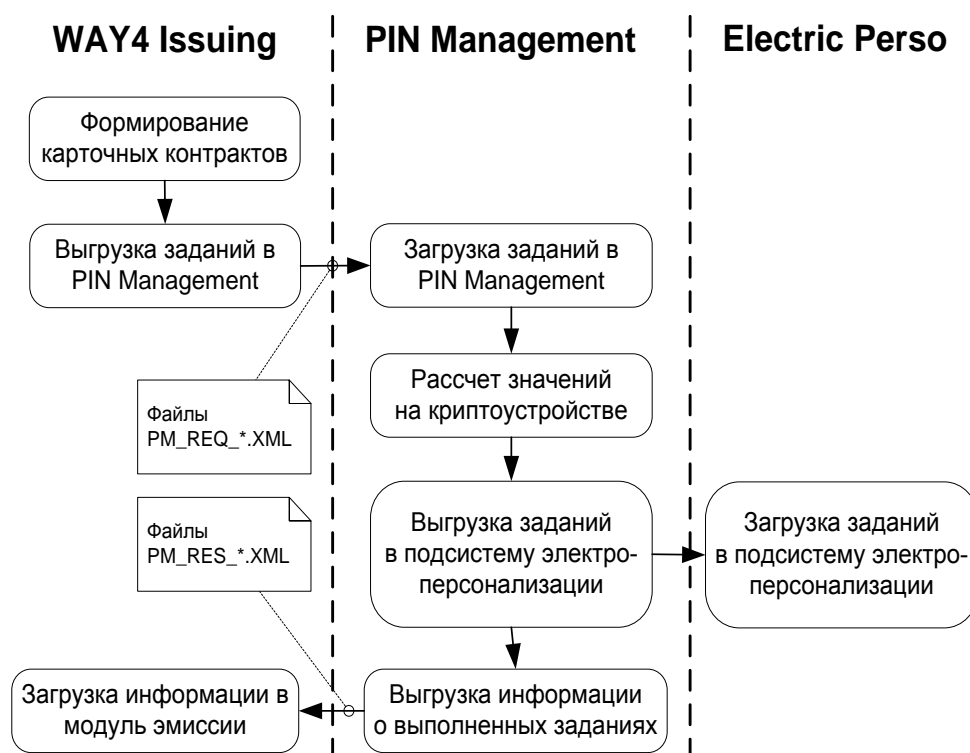 WAY4 Issuing
PIN Management
Electric Perso
Формирование
карточных контрактов
Выгрузка заданий в
PIN Management
Загрузка заданий в
PIN Management
Рассчет значений
на криптоустройстве
Файлы
PM_REQ_*.XML
Файлы
PM_RES_*.XML
Выгрузка заданий
в подсистему электро-
персонализации
Загрузка заданий
в подсистему электро-
персонализации
Загрузка информации в
модуль эмиссии
Выгрузка информации
о выполненных заданиях